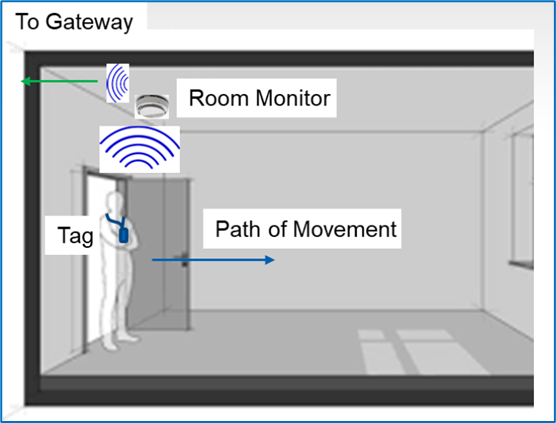 To Gateway
Room Monitor
Tag
Path of Movement